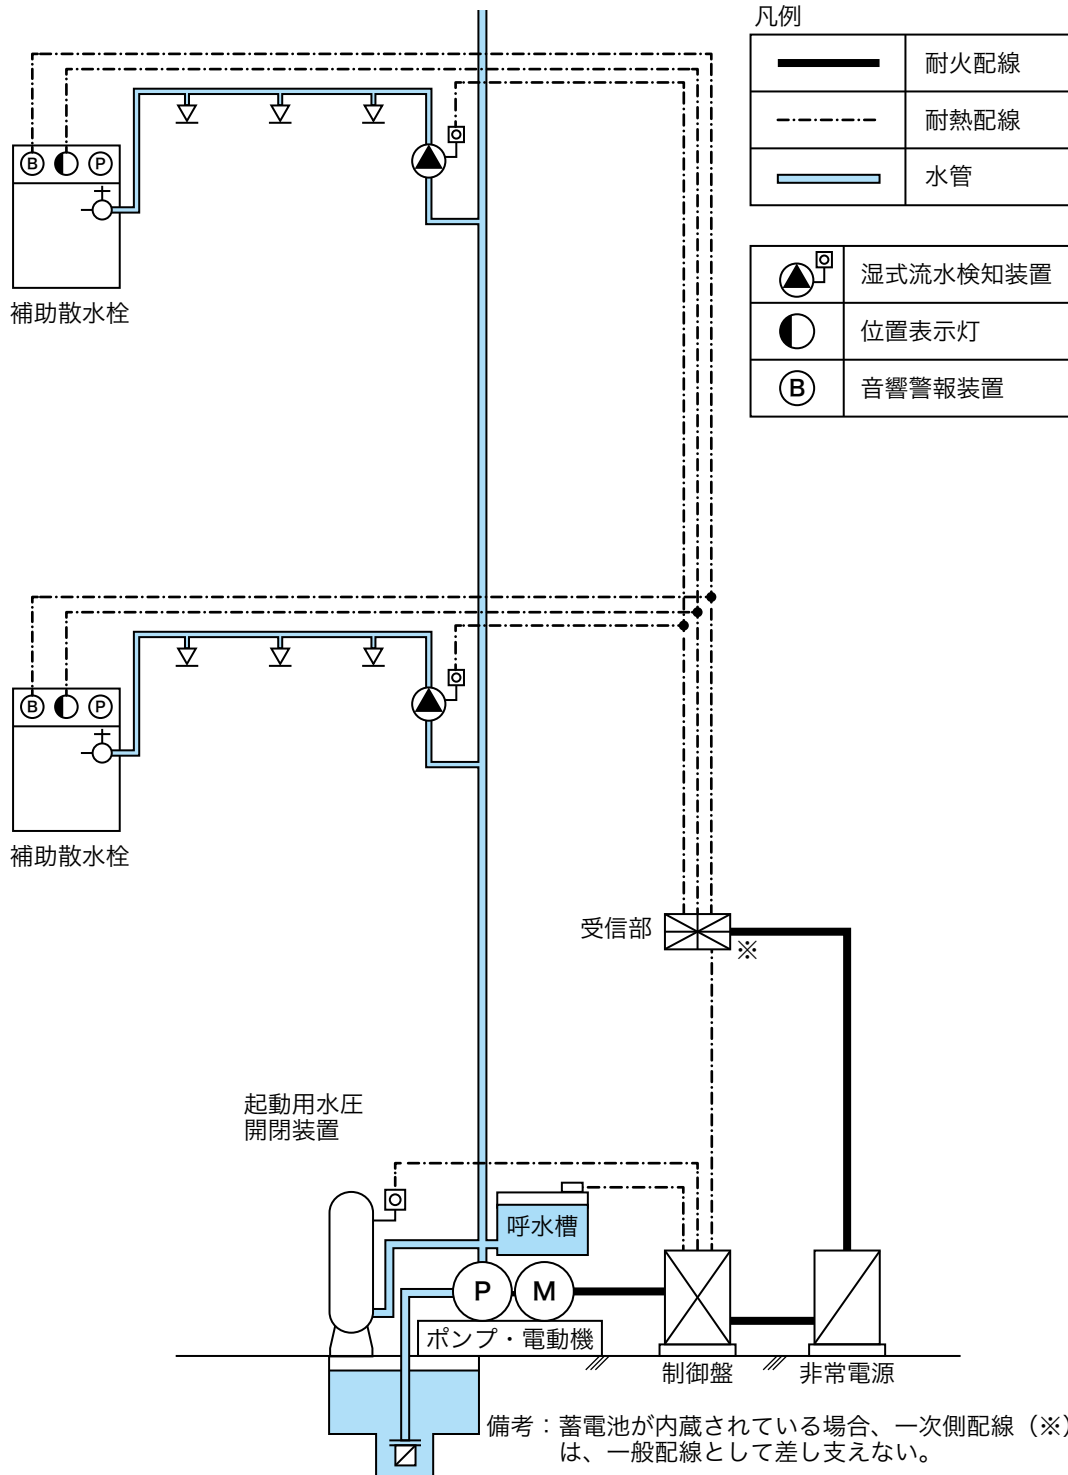 凡例
耐火配線
耐熱配線
水管
湿式流水検知装置
位置表示灯
B 音響警報装置
B P
補助散水栓
B P
補助散水栓
受信部
※
起動用水圧
開閉装置
呼水槽
P M
ポンプ・電動機
制御盤
非常電源
備考：蓄電池が内蔵されている場合、一次側配線（※）
は、一般配線として差し支えない。